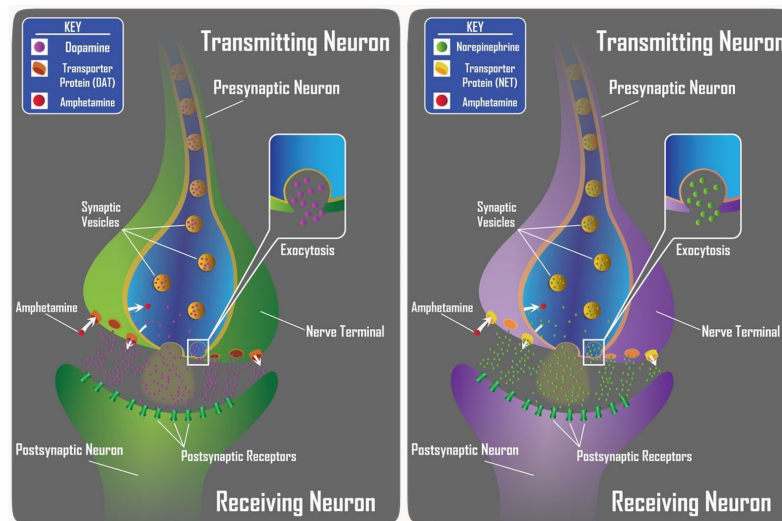 KEY
Dopamine
Transporter
Protein (DAT)
Amphetamine
Transmitting Neuron
Presynaptic Neuron
Synaptic
Vesicles
Exocytosis
Amphetamine
Nerve Terminal
Postsynaptic Neuron
Postsynaptic Receptors
Receiving Neuron
KEY
Norepinephrine
Transporter
Protein (NET)
Amphetamine
Transmitting Neuron
Presynaptic Neuron
Synaptic
Vesicles
Exocytosis
Amphetamine
Nerve Terminal
Postsynaptic Neuron
Postsynaptic Receptors
Receiving Neuron